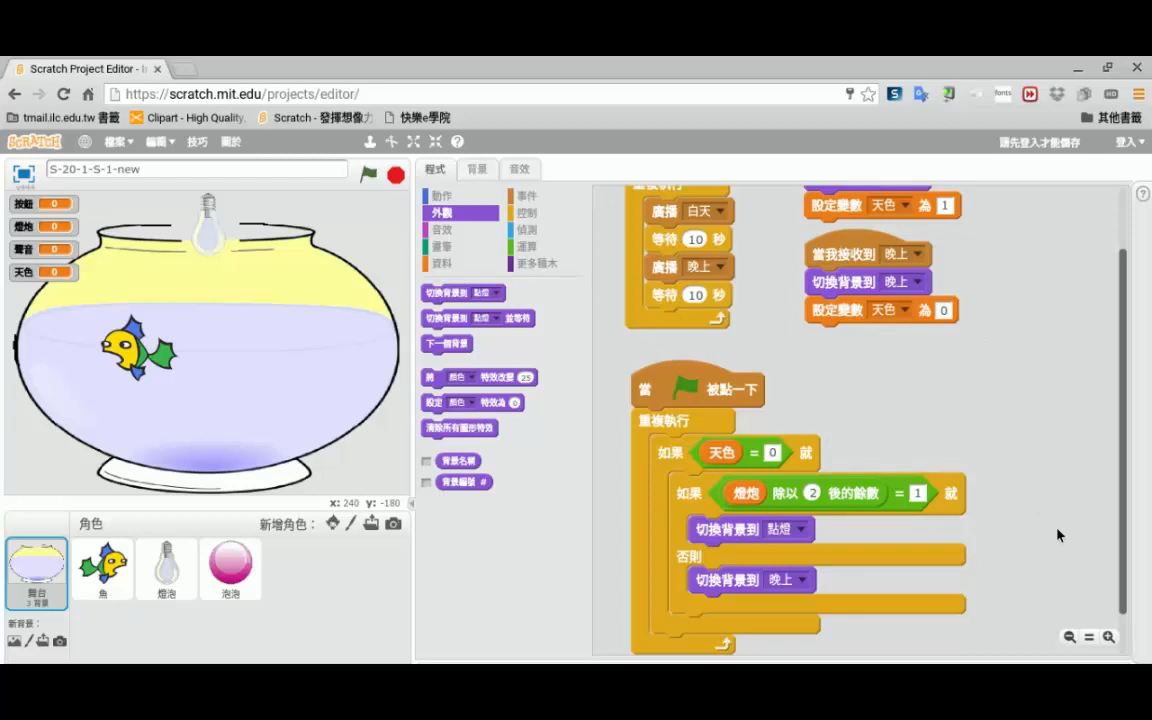 Scratch Project Editor - I
https://scratch.mit.edu/projects/editor/
tmail.ilc.edu.tw 書籤
Clipart - High Quality,
Scratch - 發揮想像力
快樂e學院
fonts
其他書籤
SCRATCH
檔案
編輯
技巧
關於
請先登入才能儲存
登入
S-20-1-S-1-new
程式
背景
音效
按鈕 0
燈炮 0
聲音 0
天色 0
動作
事件
外觀
控制
音效
偵測
畫筆
運算
資料
更多積木
切換背景到 點燈
切換背景到 點燈 並等待
下一個背景
將 顏色 特效改變 25
設定 顏色 特效為 0
清除所有圖形特效
背景名稱
背景編號 #
重複執行
廣播 白天
等待 10 秒
廣播 晚上
等待 10 秒
設定變數 天色 為 1
當我接收到 晚上
切換背景到 晚上
設定變數 天色 為 0
當 被點一下
重複執行
如果 天色 = 0 就
如果 燈炮 除以 2 後的餘數 = 1 就
切換背景到 點燈
否則
切換背景到 晚上
x: 240 y: -180
角色
新增角色：
舞台
3 背景
魚
燈泡
泡泡
新背景：